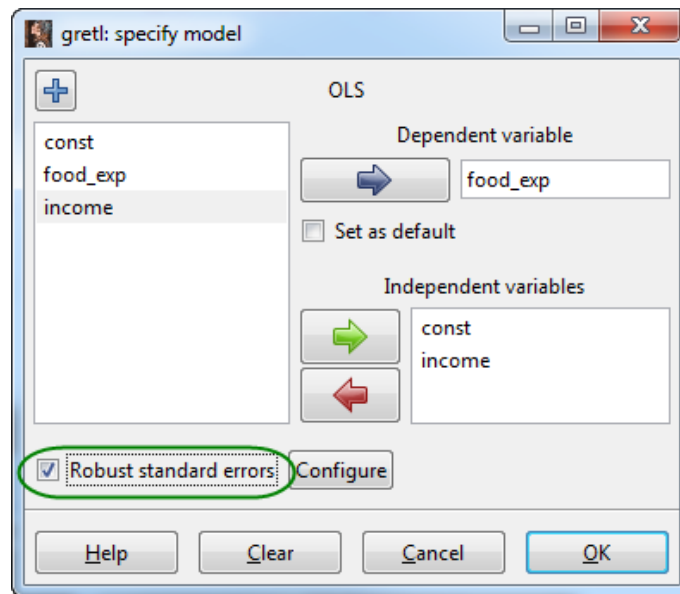 gretl: specify model
OLS
const
food_exp
income
Dependent variable
food_exp
Set as default
Independent variables
const
income
Robust standard errors
Configure
Help
Clear
Cancel
OK